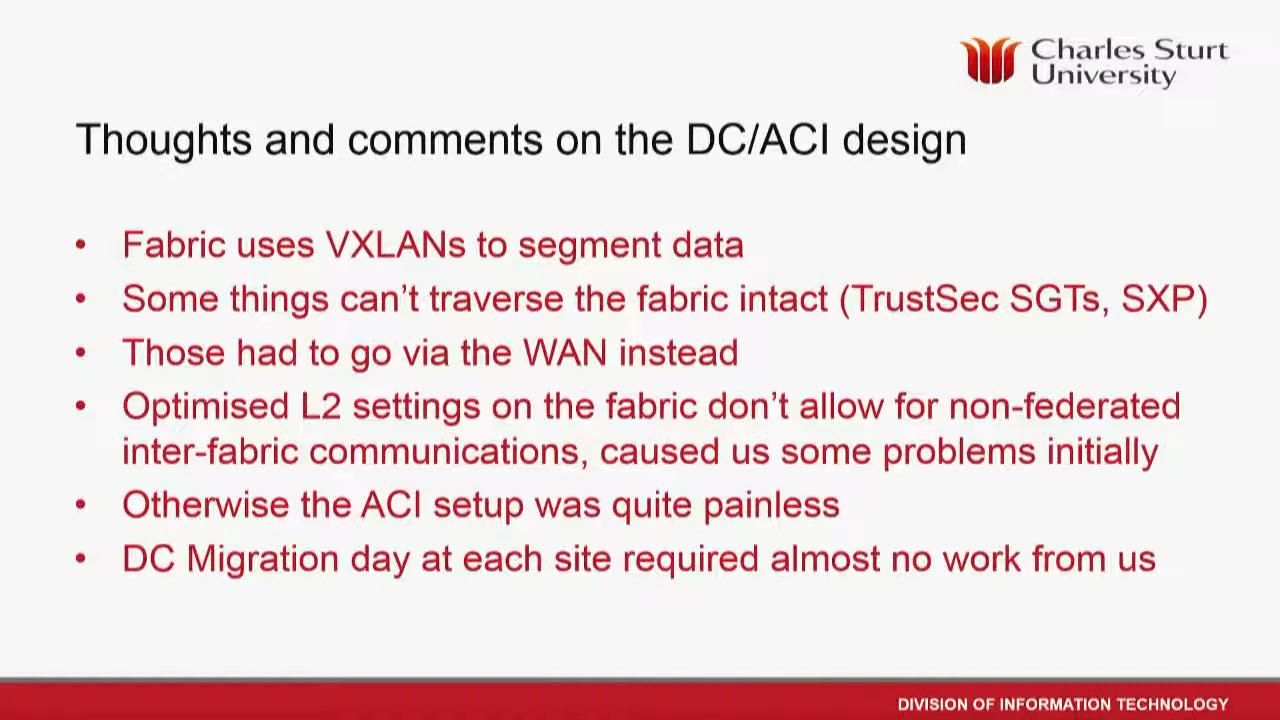 Charles Sturt
University
Thoughts and comments on the DC/ACI design
• Fabric uses VXLANs to segment data
• Some things can’t traverse the fabric intact (TrustSec SGTs, SXP)
• Those had to go via the WAN instead
• Optimised L2 settings on the fabric don’t allow for non-federated
inter-fabric communications, caused us some problems initially
• Otherwise the ACI setup was quite painless
• DC Migration day at each site required almost no work from us
DIVISION OF INFORMATION TECHNOLOGY